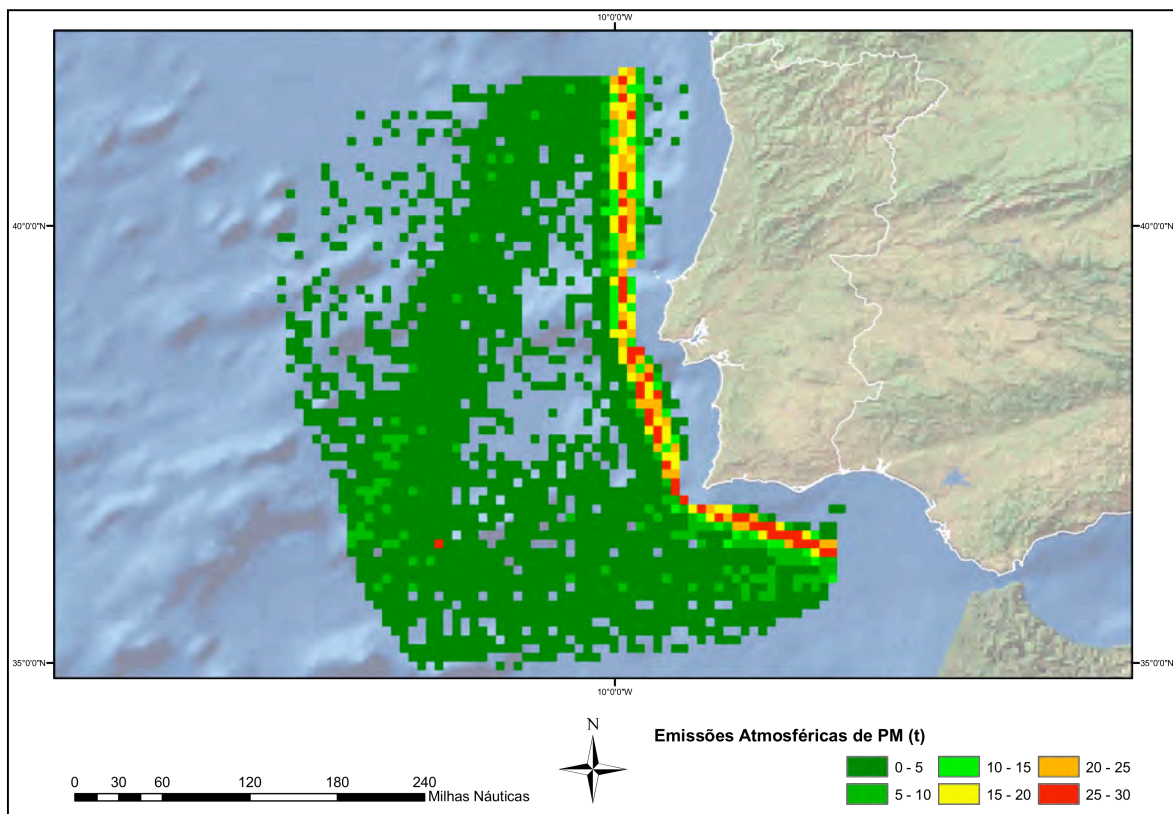 10°0'0"W
40°0'0"N
40°0'0"N
35°0'0"N
35°0'0"N
10°0'0"W
N
Emissões Atmosféricas de PM (t)
0 - 5
10 - 15
20 - 25
5 - 10
15 - 20
25 - 30
0 30 60 120 180 240
Milhas Náuticas